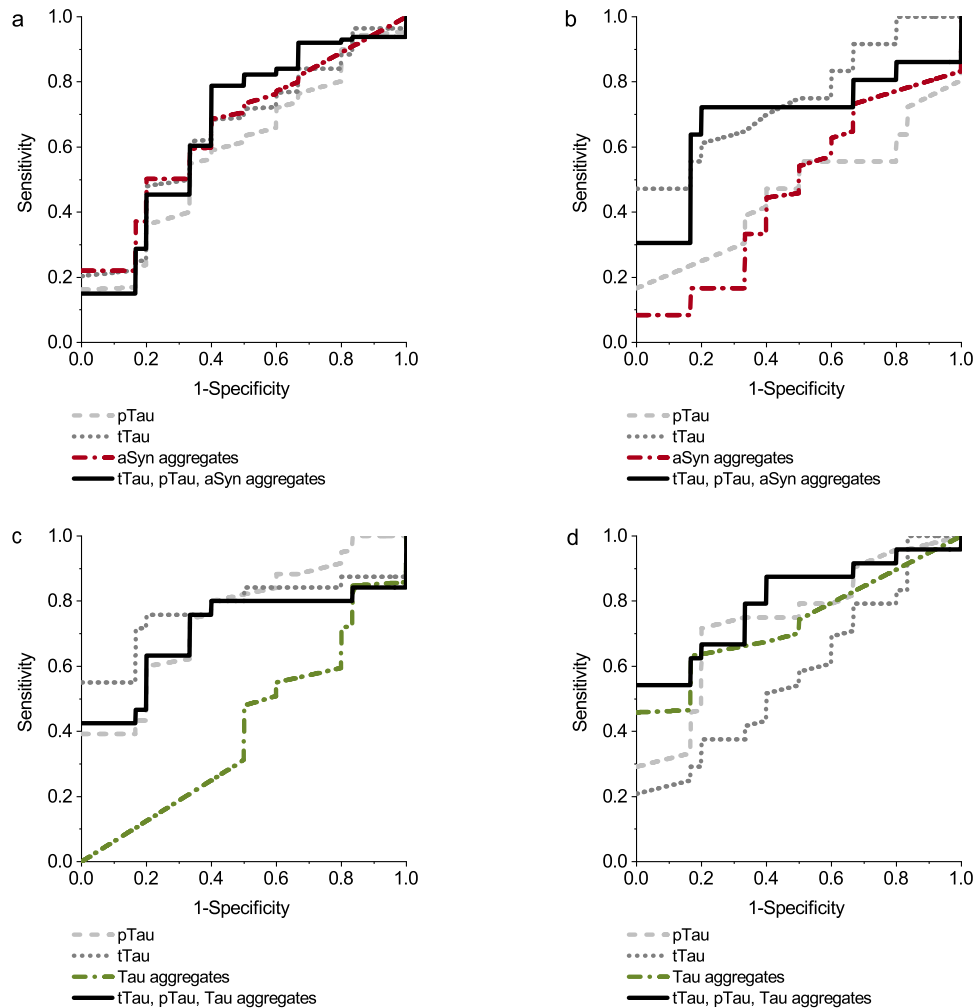 a
1.0
0.8
0.6
0.4
0.2
0.0
Sensitivity
0.0 0.2 0.4 0.6 0.8 1.0
1-Specificity
pTau
tTau
aSyn aggregates
tTau, pTau, aSyn aggregates
b
1.0
0.8
0.6
0.4
0.2
0.0
Sensitivity
0.0 0.2 0.4 0.6 0.8 1.0
1-Specificity
pTau
tTau
aSyn aggregates
tTau, pTau, aSyn aggregates
c
1.0
0.8
0.6
0.4
0.2
0.0
Sensitivity
0.0 0.2 0.4 0.6 0.8 1.0
1-Specificity
pTau
tTau
Tau aggregates
tTau, pTau, Tau aggregates
d
1.0
0.8
0.6
0.4
0.2
0.0
Sensitivity
0.0 0.2 0.4 0.6 0.8 1.0
1-Specificity
pTau
tTau
Tau aggregates
tTau, pTau, Tau aggregates